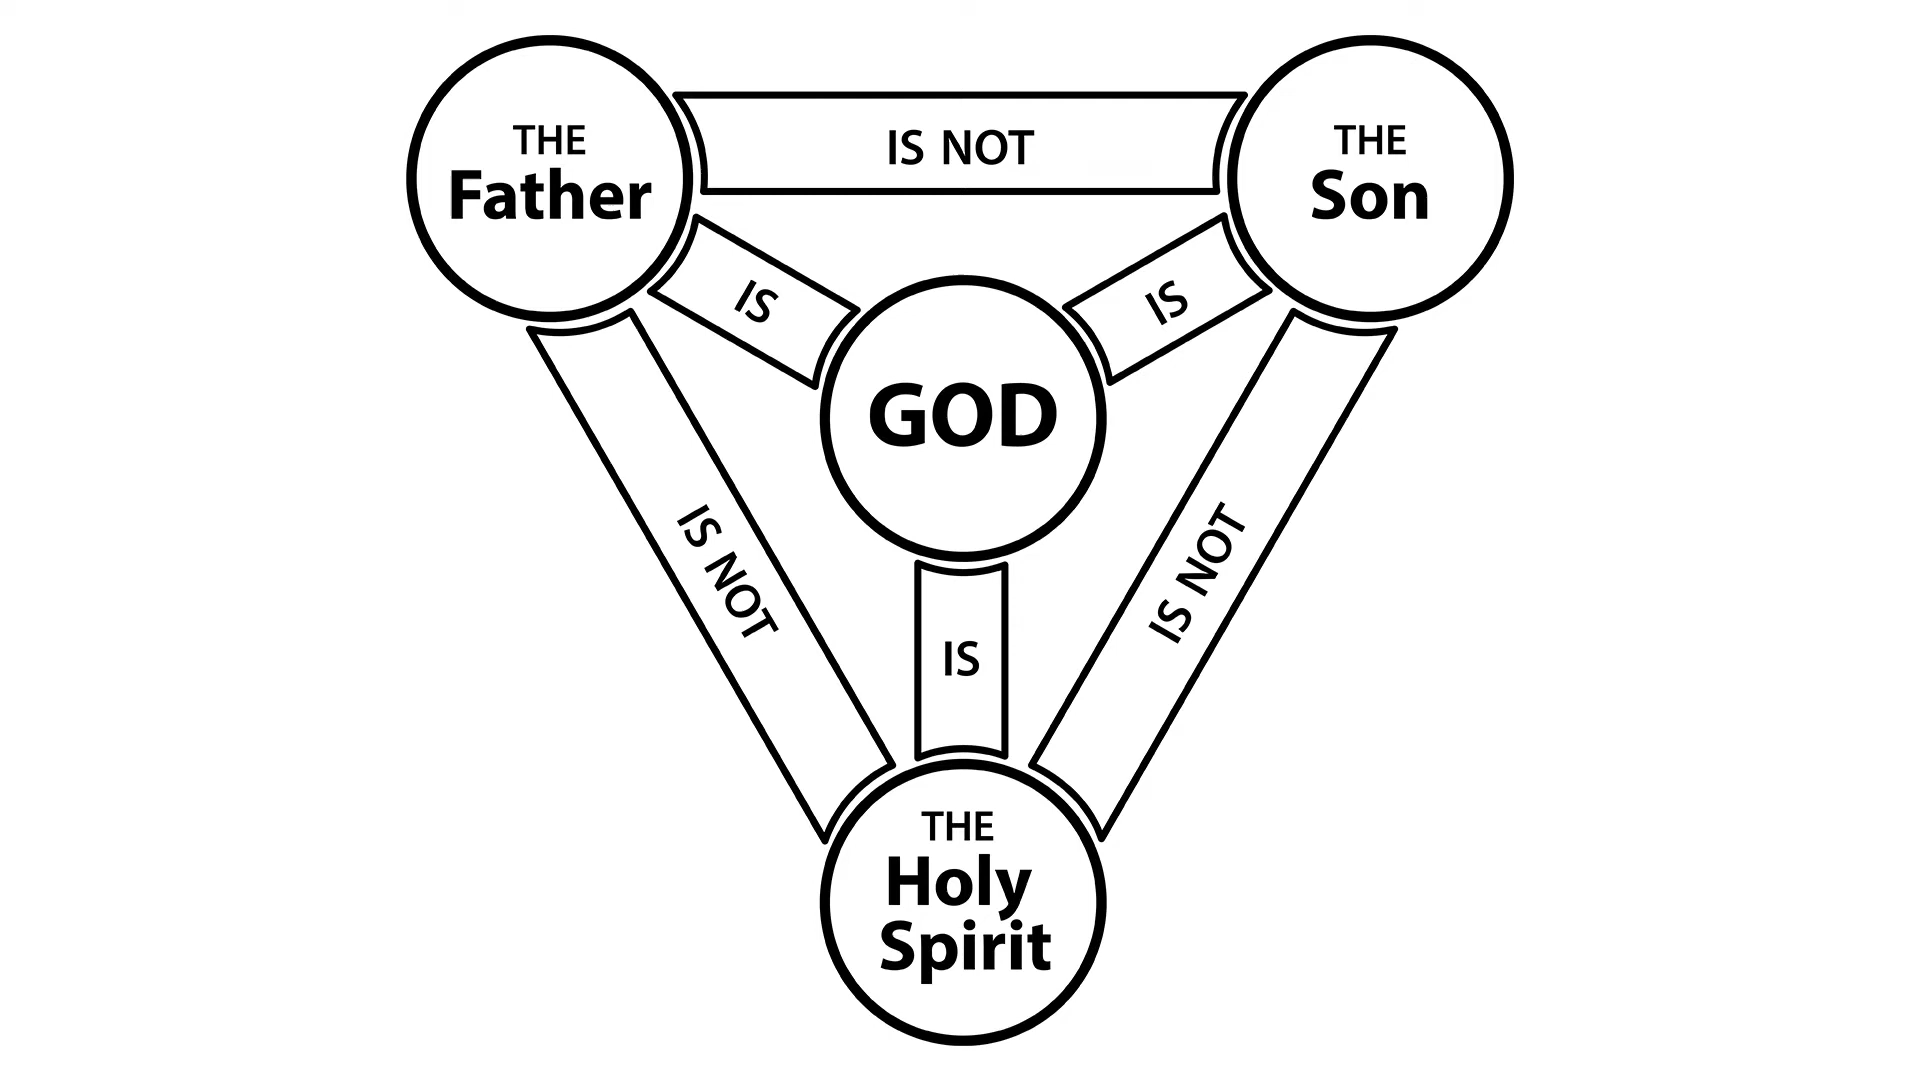 THE
Father
IS NOT
THE
Son
IS
IS
GOD
IS NOT
IS NOT
IS
THE
Holy
Spirit